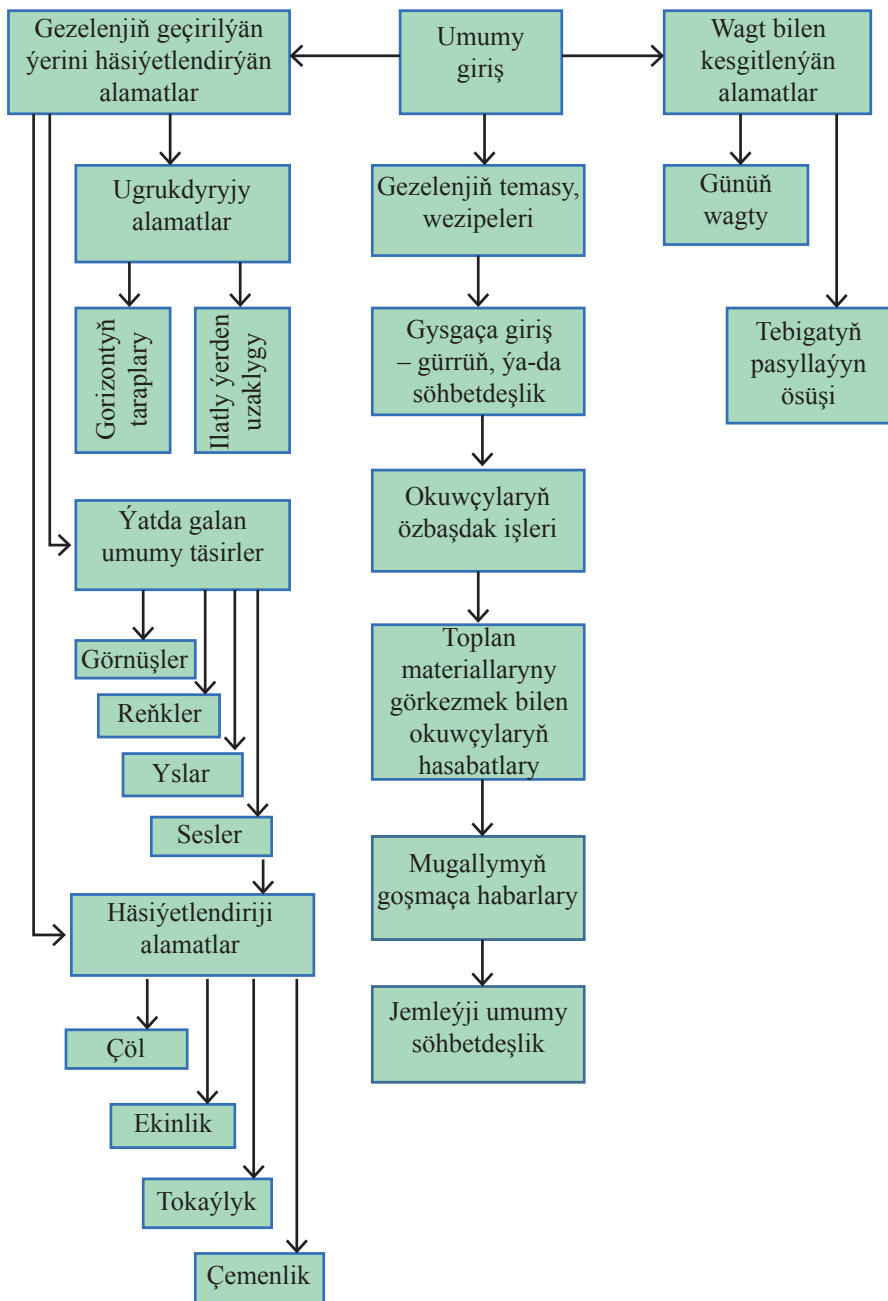 Gezelenjiň geçirilýän
ýerini häsiýetlendirýän
alamatlar
Umumy
giriş
Wagt bilen
kesgitlenýän
alamatlar
Ugrukdyryjy
alamatlar
Gezelenjiň temasy,
wezipeleri
Günüň
wagty
Gorizontyň
taraplary
Ilatly ýerden
uzaklygy
Gysgaça giriş
– gürrüň, ýa-da
söhbetdeşlik
Tebigatyň
pasyllaýyn
ösüşi
Ýatda galan
umumy täsirler
Okuwçylaryň
özbaşdak işleri
Görnüşler
Reňkler
Yslar
Sesler
Toplan
materiallaryny
görkezmek bilen
okuwçylaryň
hasabatlary
Häsiýetlendiriji
alamatlar
Mugallymyň
goşmaça habarlary
Çöl
Ekinlik
Tokaýlyk
Çemenlik
Jemleýji umumy
söhbetdeşlik